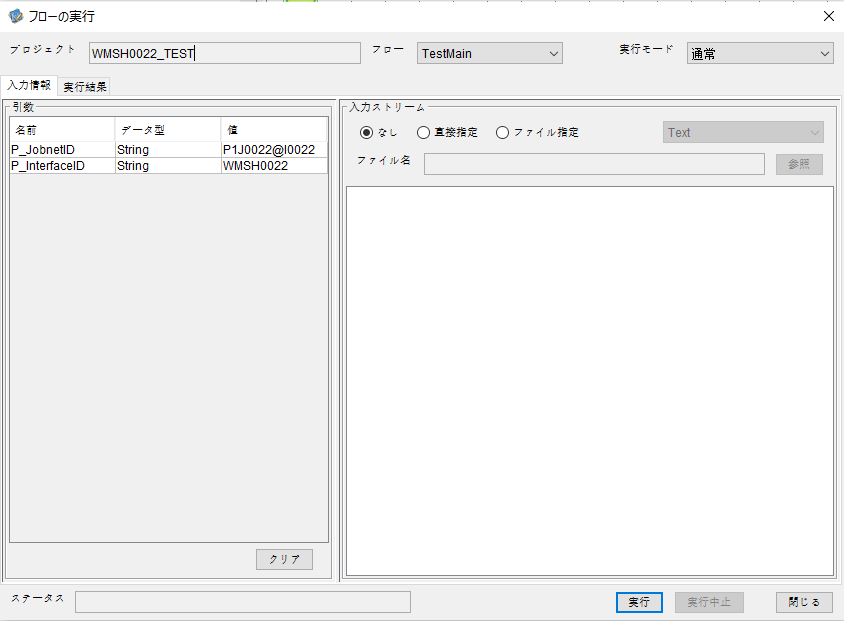 フローの実行
プロジェクト WMSH0022_TEST フロー TestMain 実行モード 通常
入力情報 実行結果
引数
名前 データ型 値
P_JobnetID String P1J0022@I0022
P_InterfaceID String WMSH0022
クリア
入力ストリーム
なし 直接指定 ファイル指定 Text
ファイル名 参照
ステータス 実行 実行中止 閉じる